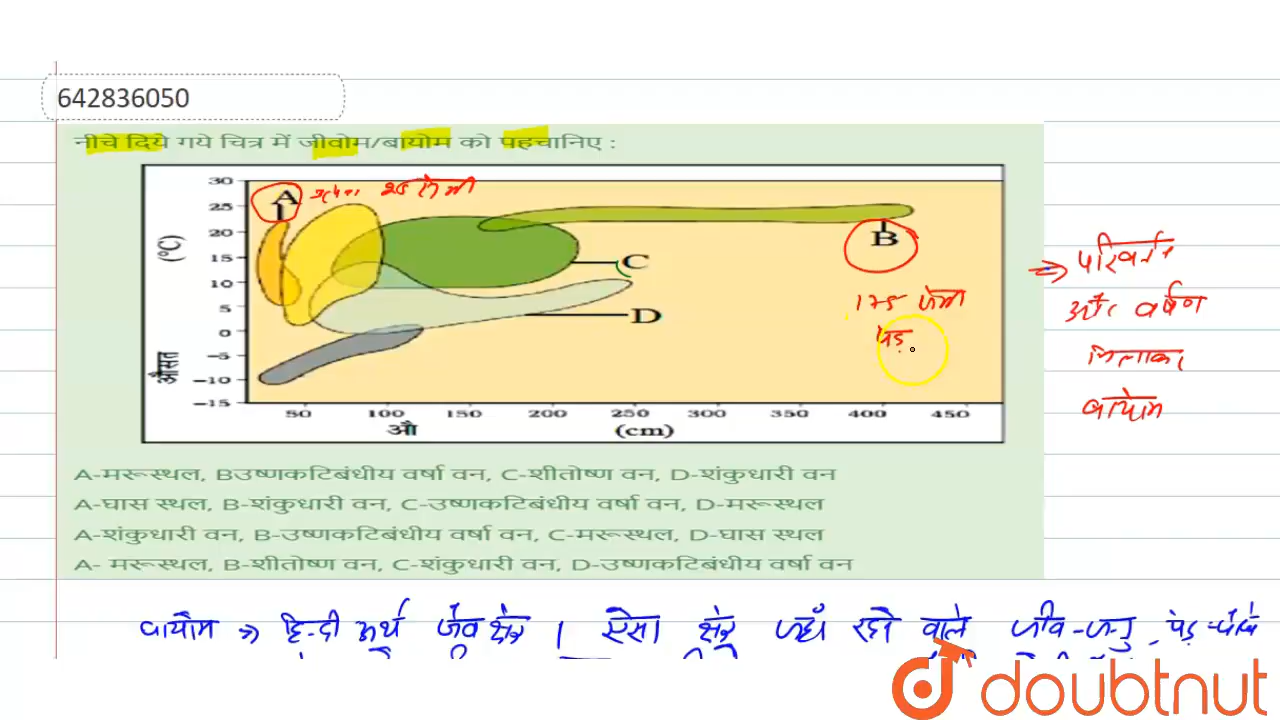 642836050
नीचे दिये गये चित्र में जीवोम/बायोम को पहचानिए :
30
25
20
15
10
5
0
-5
-10
-15
(°C)
औसत
A
B
C
D
175 सेमी
50 100 150 200 250 300 350 400 450
औ (cm)
परिवर्तन
और वर्षण
मिलाकर
बायोम
A-मरूस्थल, Bउष्णकटिबंधीय वर्षा वन, C-शीतोष्ण वन, D-शंकुधारी वन
A-घास स्थल, B-शंकुधारी वन, C-उष्णकटिबंधीय वर्षा वन, D-मरूस्थल
A-शंकुधारी वन, B-उष्णकटिबंधीय वर्षा वन, C-मरूस्थल, D-घास स्थल
A- मरूस्थल, B-शीतोष्ण वन, C-शंकुधारी वन, D-उष्णकटिबंधीय वर्षा वन
बायोम => हिन्दी अर्थ जैव क्षेत्र । ऐसा क्षेत्र जहाँ रहने वाले जीव-जन्तु पेड़-पौधे
doubtnut